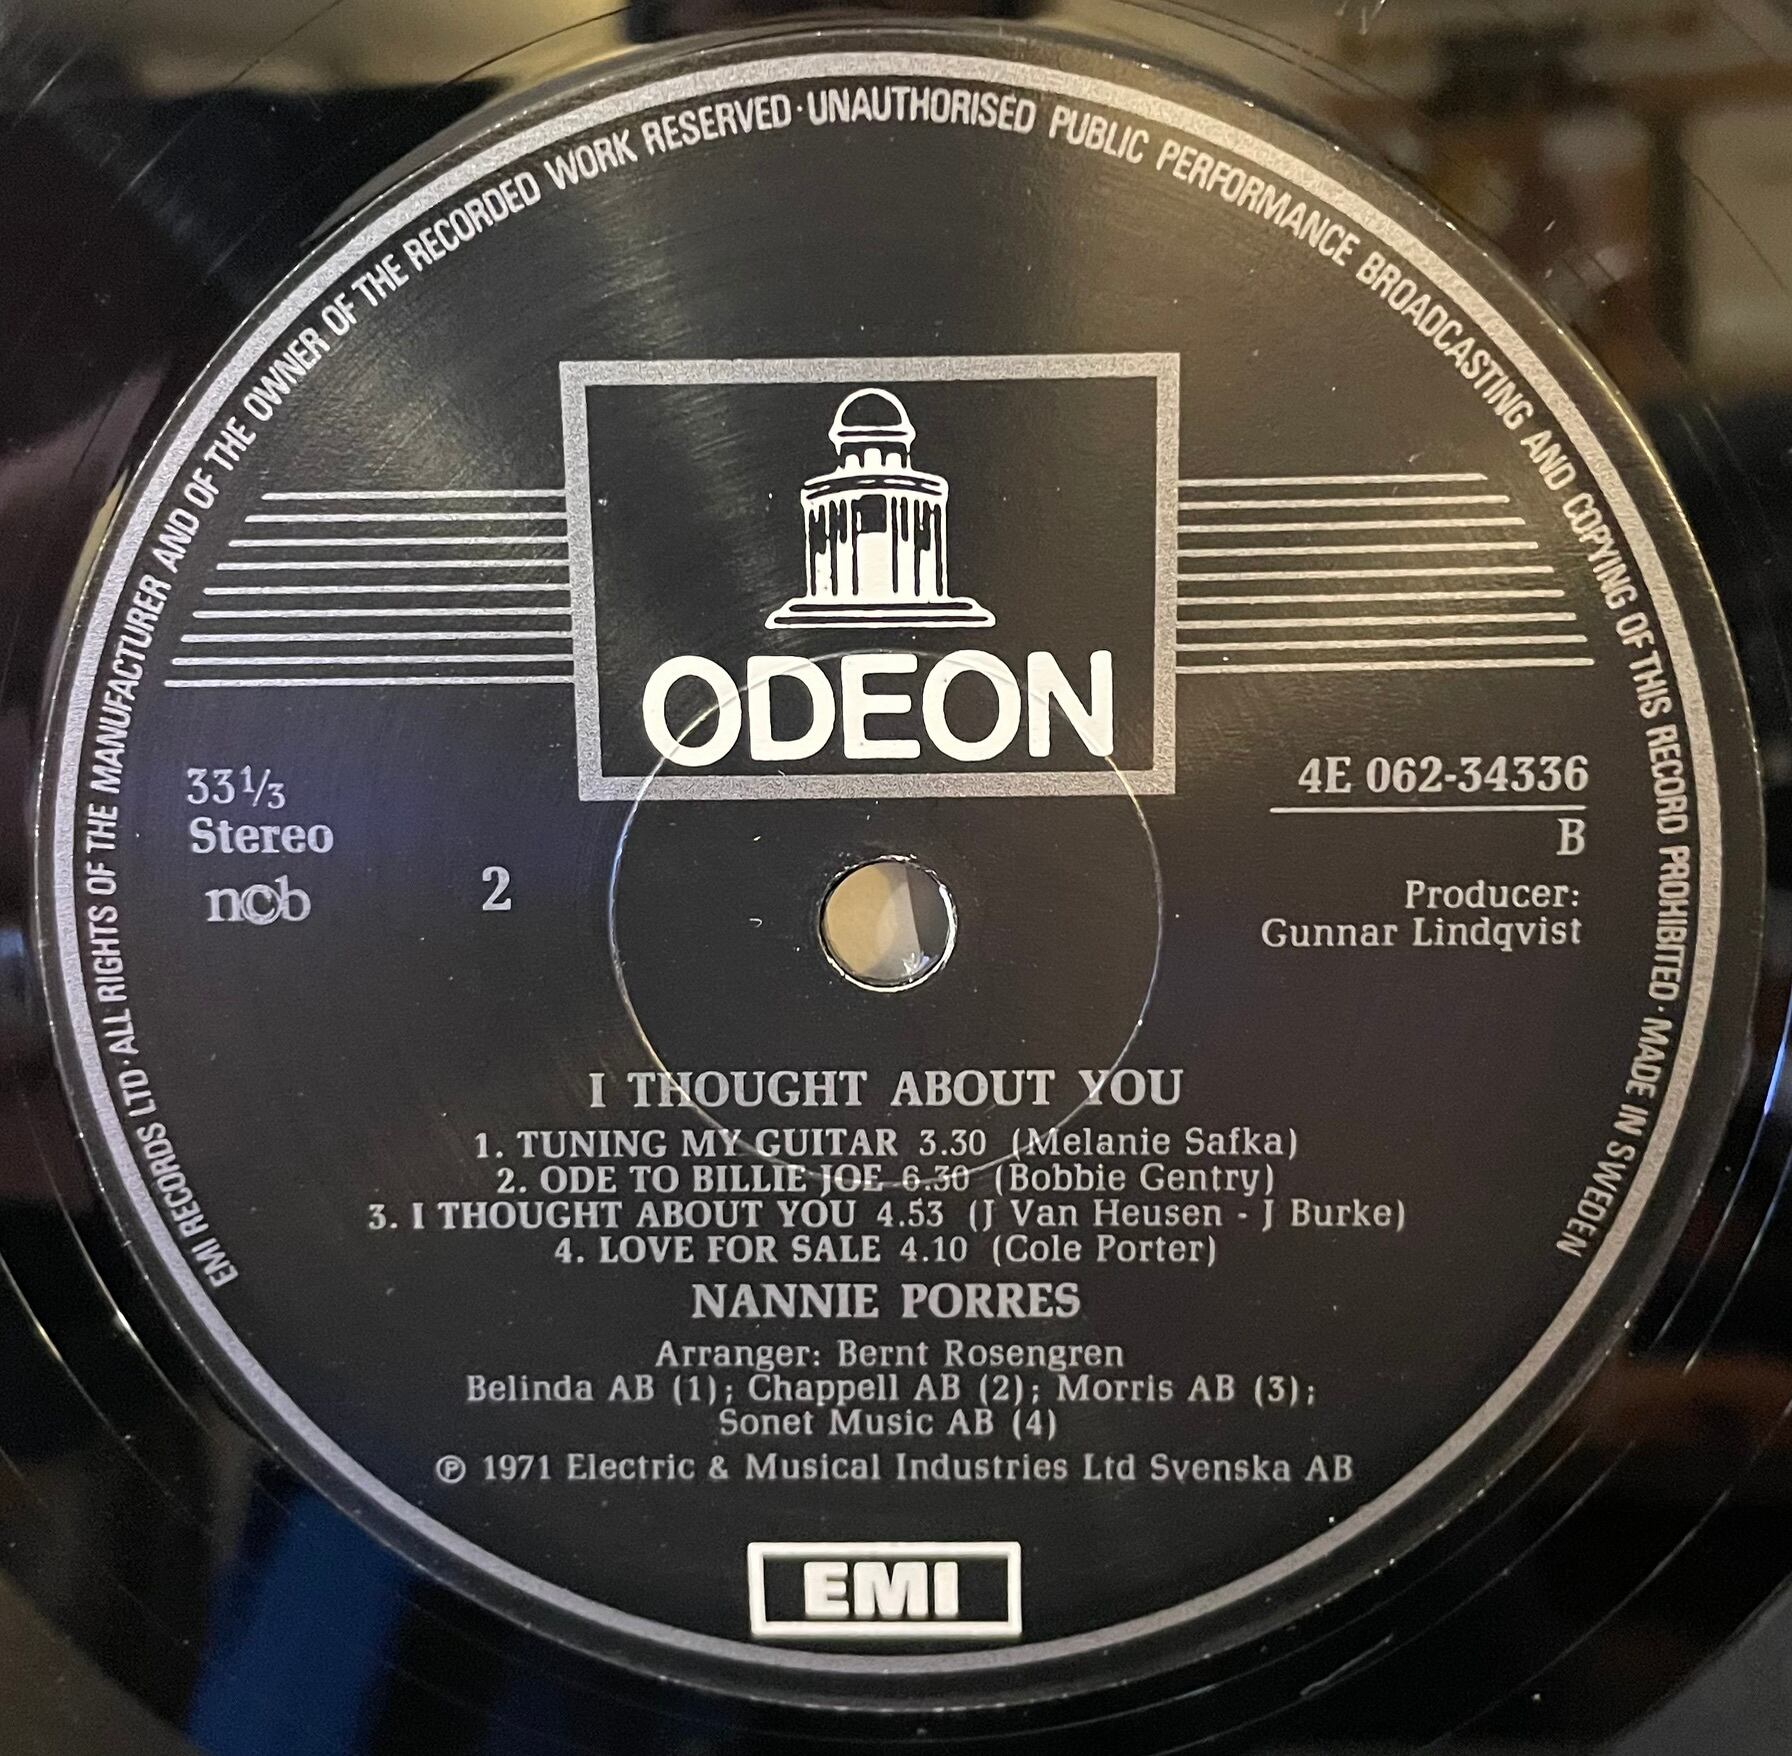 EMI RECORDS LTD · ALL RIGHTS OF THE MANUFACTURER AND OF THE OWNER OF THE RECORDED WORK RESERVED · UNAUTHORISED PUBLIC PERFORMANCE BROADCASTING AND COPYING OF THIS RECORD PROHIBITED · MADE IN SWEDEN
ODEON
33⅓
Stereo
ncb
2
4E 062-34336
B
Producer:
Gunnar Lindqvist
I THOUGHT ABOUT YOU
1. TUNING MY GUITAR 3.30 (Melanie Safka)
2. ODE TO BILLIE JOE 6.30 (Bobbie Gentry)
3. I THOUGHT ABOUT YOU 4.53 (J Van Heusen - J Burke)
4. LOVE FOR SALE 4.10 (Cole Porter)
NANNIE PORRES
Arranger: Bernt Rosengren
Belinda AB (1); Chappell AB (2); Morris AB (3);
Sonet Music AB (4)
℗ 1971 Electric & Musical Industries Ltd Svenska AB
EMI